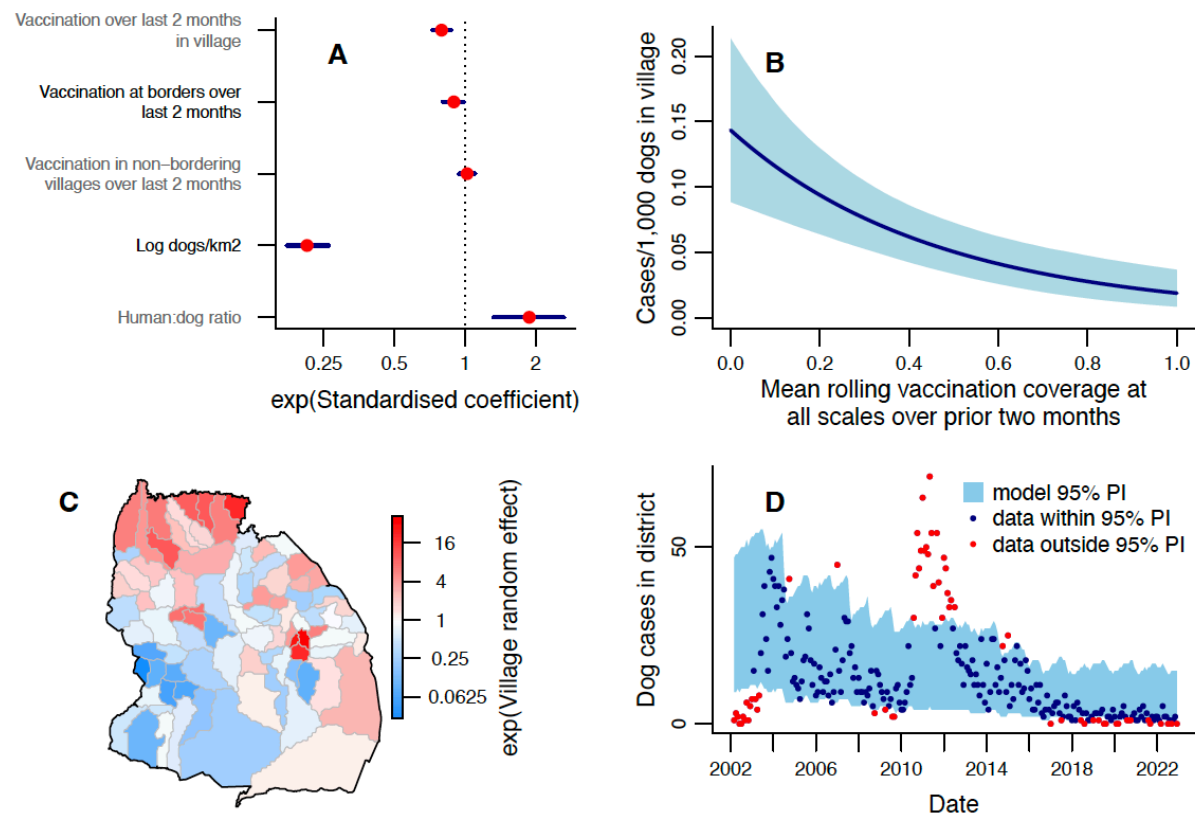 A
Vaccination over last 2 months
in village
Vaccination at borders over
last 2 months
Vaccination in non−bordering
villages over last 2 months
Log dogs/km2
Human:dog ratio
0.25 0.5 1 2
exp(Standardised coefficient)
B
Cases/1,000 dogs in village
0.00 0.05 0.10 0.15 0.20
0.0 0.2 0.4 0.6 0.8 1.0
Mean rolling vaccination coverage at
all scales over prior two months
C
16
4
1
0.25
0.0625
exp(Village random effect)
D
model 95% PI
data within 95% PI
data outside 95% PI
Dog cases in district
50
0
2002 2006 2010 2014 2018 2022
Date